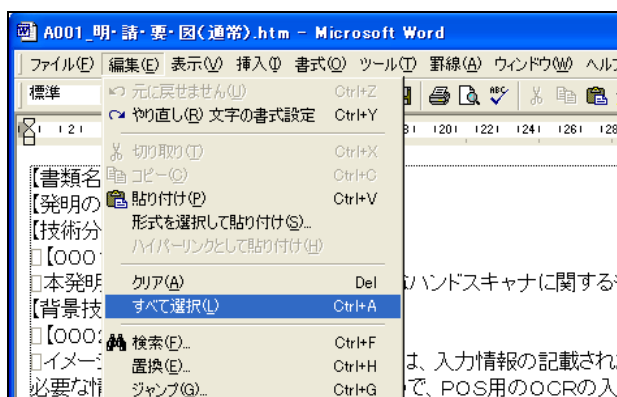 A001_明・請・要・図(通常).htm - Microsoft Word
ファイル(F) 編集(E) 表示(V) 挿入(I) 書式(O) ツール(T) 罫線(A) ウィンドウ(W) ヘル
標準
元に戻せません(U) Ctrl+Z
やり直し(R) 文字の書式設定 Ctrl+Y
切り取り(T) Ctrl+X
コピー(C) Ctrl+C
貼り付け(P) Ctrl+V
形式を選択して貼り付け(S)...
ハイパーリンクとして貼り付け(H)
クリア(A) Del
すべて選択(L) Ctrl+A
検索(F)... Ctrl+F
置換(E)... Ctrl+H
ジャンプ(G)... Ctrl+G
2 120 122 124 126 128
【書類名
【発明の
【技術分
【000
本発明 ハンドスキャナに関する
【背景技
【000
イメー は、入力情報の記載され
必要な情 で、POS用のOCRの入